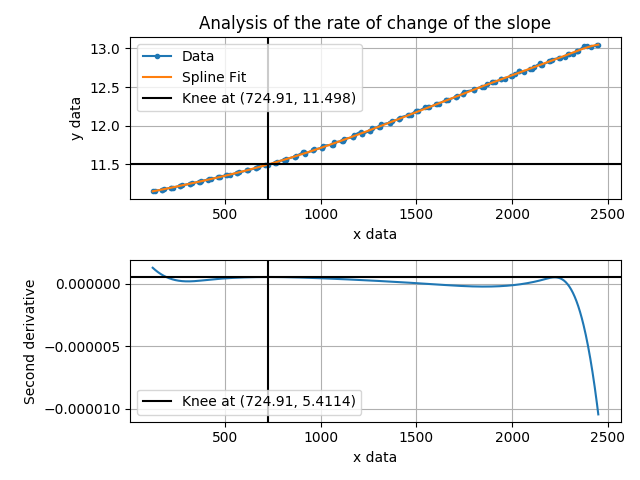 Analysis of the rate of change of the slope
13.0
12.5
12.0
11.5
y data
Data
Spline Fit
Knee at (724.91, 11.498)
500
1000
1500
2000
2500
x data
0.000000
−0.000005
−0.000010
Second derivative
Knee at (724.91, 5.4114)
500
1000
1500
2000
2500
x data